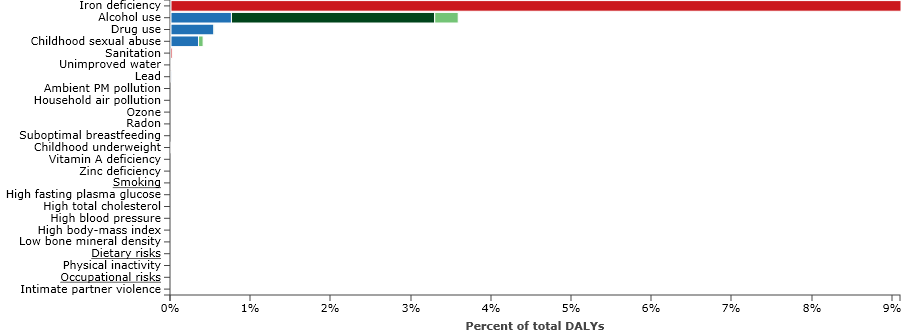 Iron deficiency
Alcohol use
Drug use
Childhood sexual abuse
Sanitation
Unimproved water
Lead
Ambient PM pollution
Household air pollution
Ozone
Radon
Suboptimal breastfeeding
Childhood underweight
Vitamin A deficiency
Zinc deficiency
Smoking
High fasting plasma glucose
High total cholesterol
High blood pressure
High body-mass index
Low bone mineral density
Dietary risks
Physical inactivity
Occupational risks
Intimate partner violence
0% 1% 2% 3% 4% 5% 6% 7% 8% 9%
Percent of total DALYs